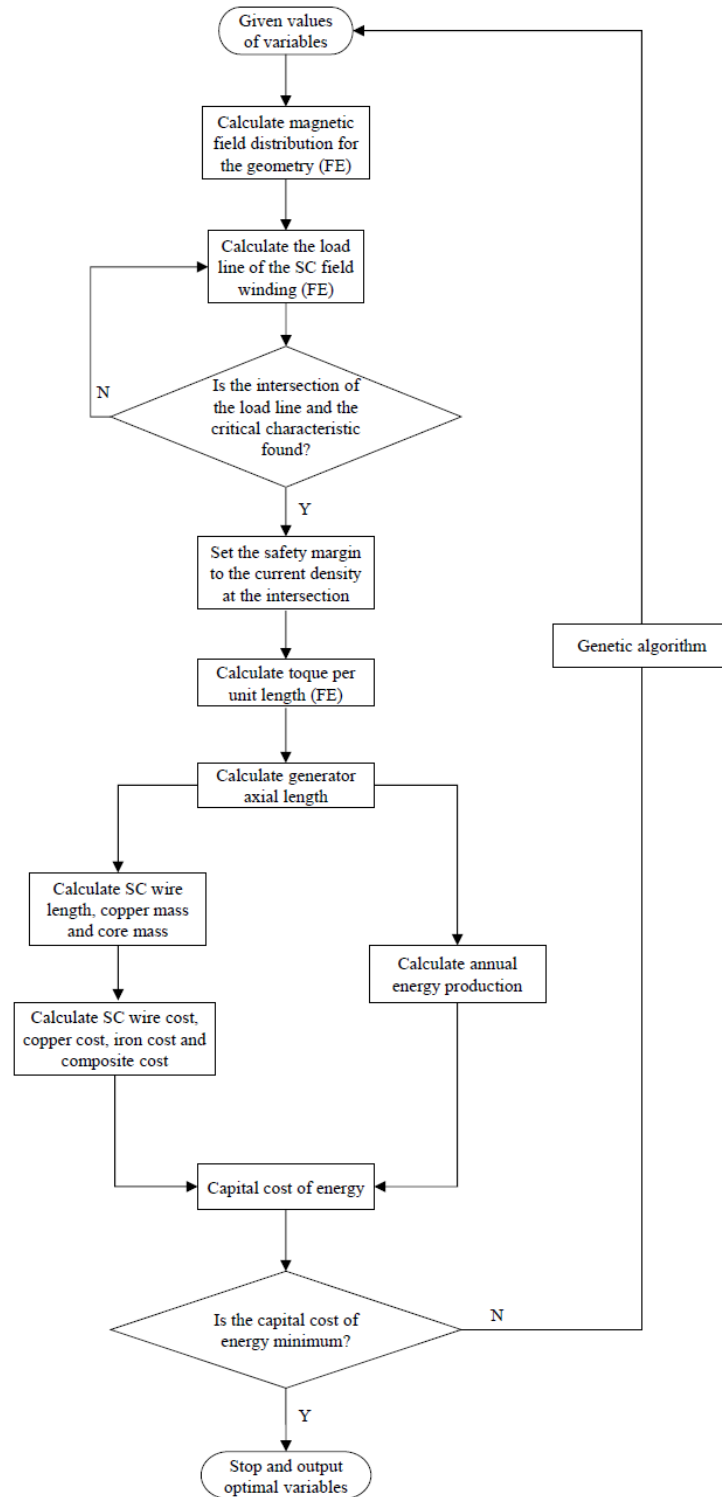 Given values
of variables
Calculate magnetic
field distribution for
the geometry (FE)
Calculate the load
line of the SC field
winding (FE)
N
Is the intersection of
the load line and the
critical characteristic
found?
Y
Set the safety margin
to the current density
at the intersection
Genetic algorithm
Calculate toque per
unit length (FE)
Calculate generator
axial length
Calculate SC wire
length, copper mass
and core mass
Calculate annual
energy production
Calculate SC wire cost,
copper cost, iron cost and
composite cost
Capital cost of energy
Is the capital cost of
energy minimum?
N
Y
Stop and output
optimal variables